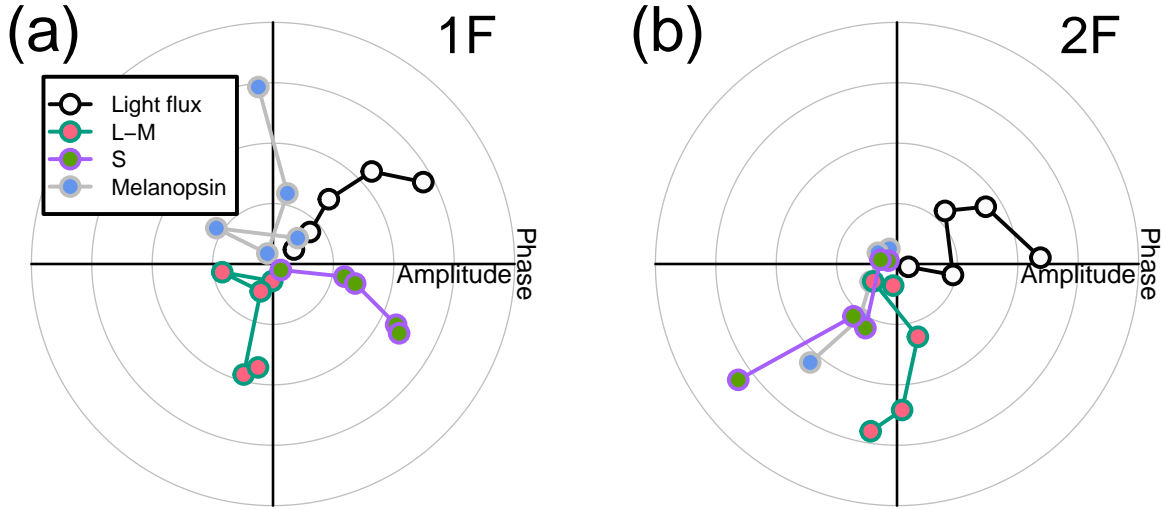 (a)
1F
Light flux
L−M
S
Melanopsin
Amplitude
Phase
(b)
2F
Amplitude
Phase